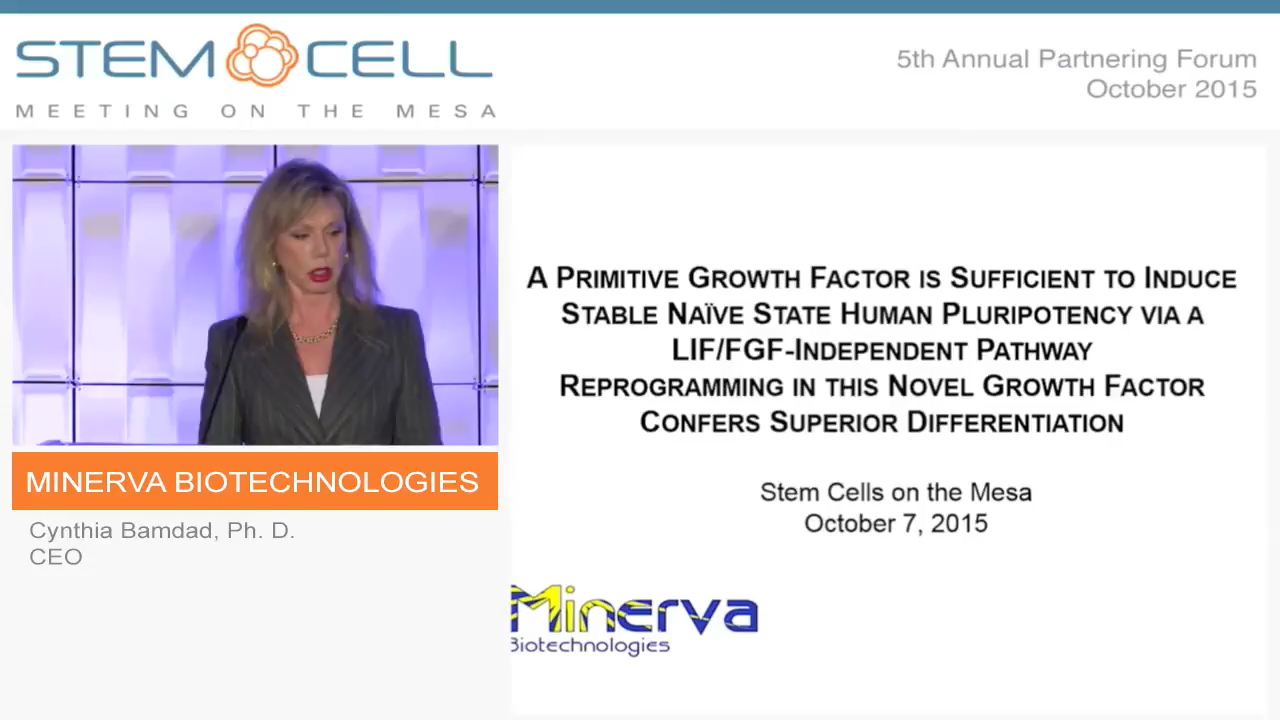 STEM CELL
MEETING ON THE MESA
5th Annual Partnering Forum
October 2015
A PRIMITIVE GROWTH FACTOR IS SUFFICIENT TO INDUCE
STABLE NAÏVE STATE HUMAN PLURIPOTENCY VIA A
LIF/FGF-INDEPENDENT PATHWAY
REPROGRAMMING IN THIS NOVEL GROWTH FACTOR
CONFERS SUPERIOR DIFFERENTIATION
Stem Cells on the Mesa
October 7, 2015
Minerva
Biotechnologies
MINERVA BIOTECHNOLOGIES
Cynthia Bamdad, Ph. D.
CEO